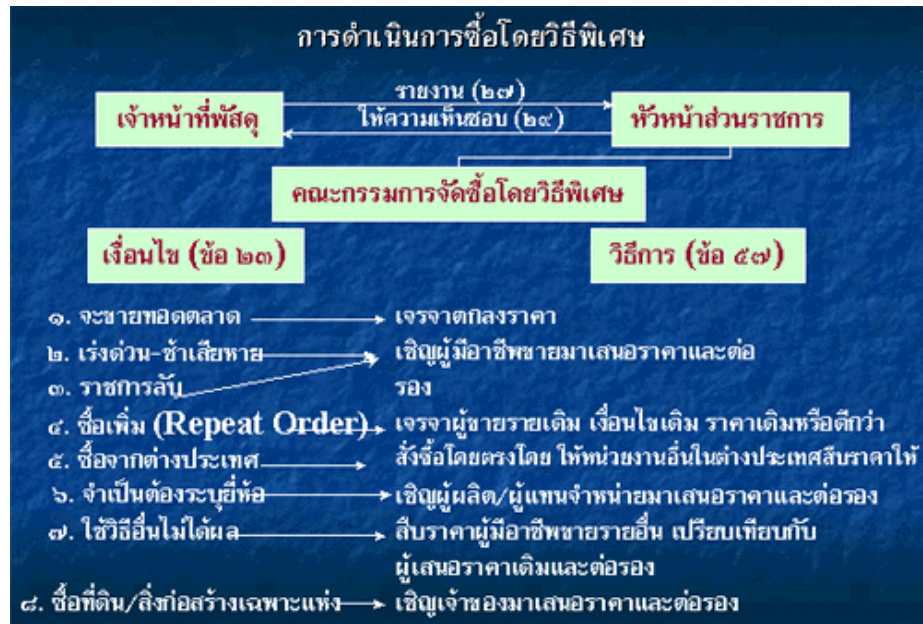 การดำเนินการซื้อโดยวิธีพิเศษ
รายงาน (๒๗)
เจ้าหน้าที่พัสดุ
ให้ความเห็นชอบ (๒๙)
หัวหน้าส่วนราชการ
คณะกรรมการจัดซื้อโดยวิธีพิเศษ
เงื่อนไข (ข้อ ๒๓)
วิธีการ (ข้อ ๕๗)
๑. จะขายทอดตลาด
เจรจาตกลงราคา
๒. เร่งด่วน-ช้าเสียหาย
เชิญผู้มีอาชีพขายมาเสนอราคาและต่อ
๓. ราชการลับ
รอง
๔. ซื้อเพิ่ม (Repeat Order)
เจรจาผู้ขายรายเดิม เงื่อนไขเดิม ราคาเดิมหรือดีกว่า
๕. ซื้อจากต่างประเทศ
สั่งซื้อโดยตรงโดย ให้หน่วยงานอื่นในต่างประเทศสืบราคาให้
๖. จำเป็นต้องระบุยี่ห้อ
เชิญผู้ผลิต/ผู้แทนจำหน่ายมาเสนอราคาและต่อรอง
๗. ใช้วิธีอื่นไม่ได้ผล
สืบราคาผู้มีอาชีพขายรายอื่น เปรียบเทียบกับ
ผู้เสนอราคาเดิมและต่อรอง
๘. ซื้อที่ดิน/สิ่งก่อสร้างเฉพาะแห่ง
เชิญเจ้าของมาเสนอราคาและต่อรอง